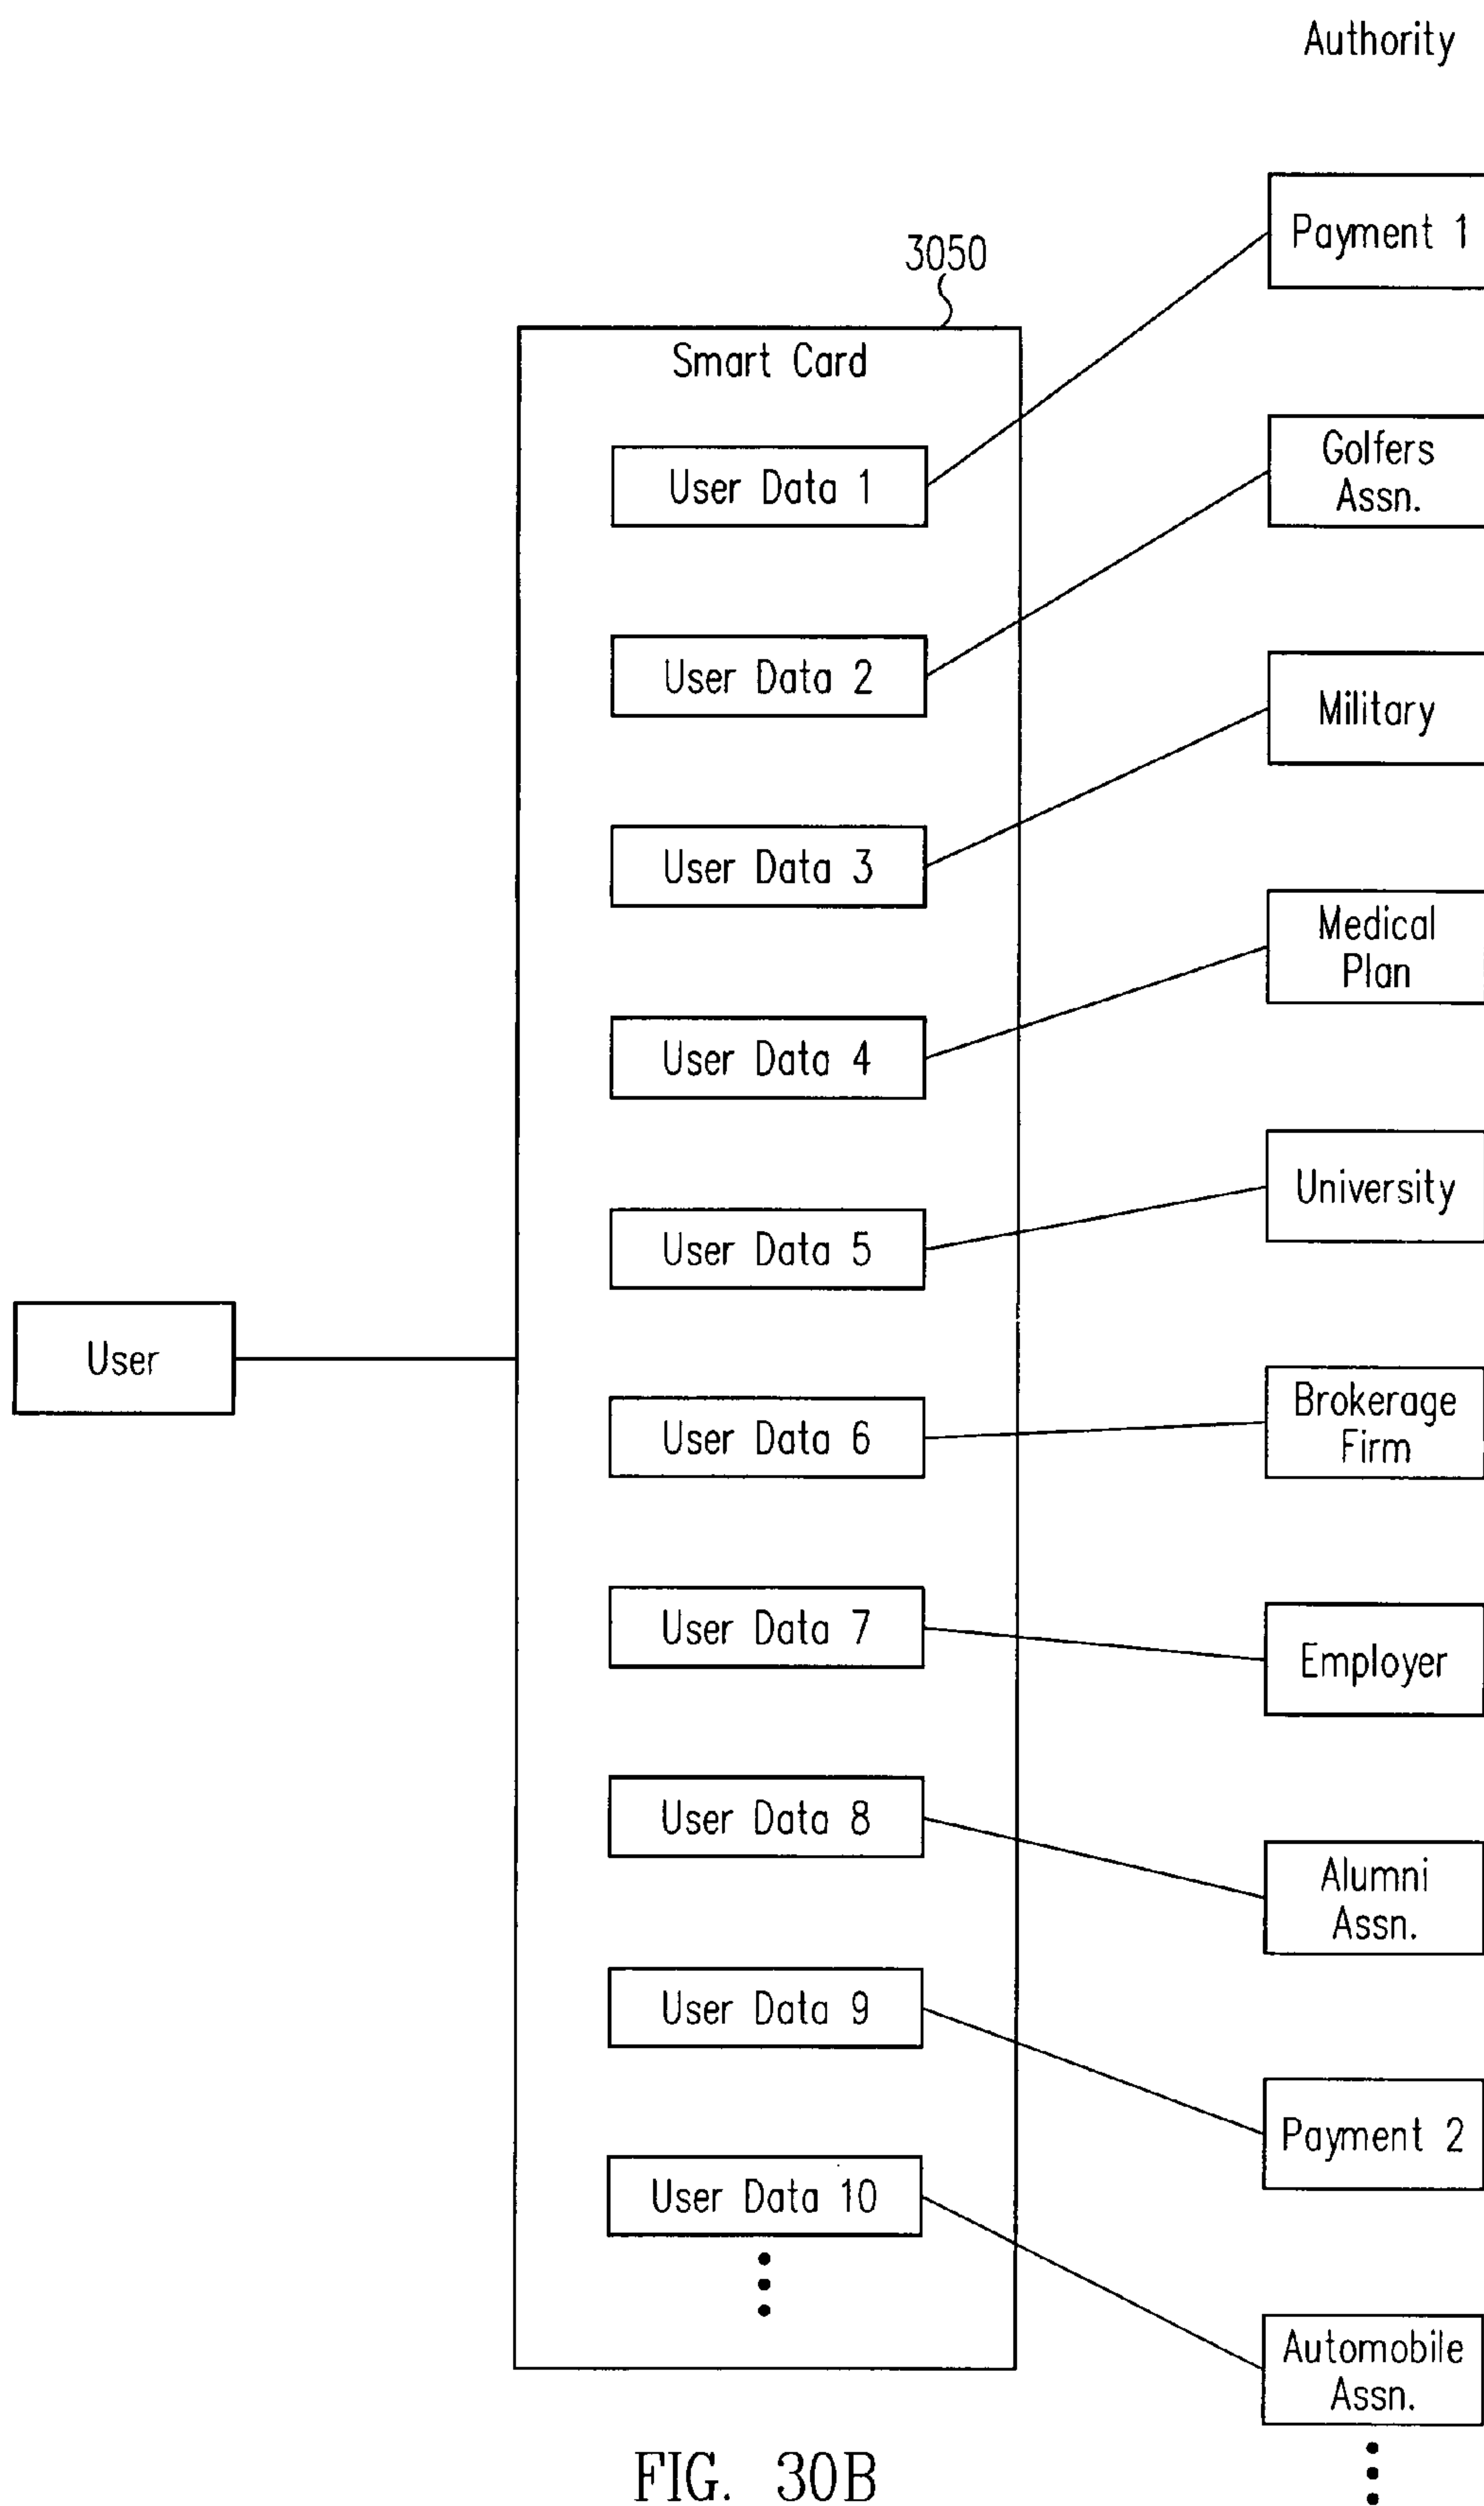 Authority
3050
Smart Card
User Data 1
User Data 2
User Data 3
User Data 4
User Data 5
User Data 6
User Data 7
User Data 8
User Data 9
User Data 10
User
Payment 1
Golfers
Assn.
Military
Medical
Plan
University
Brokerage
Firm
Employer
Alumni
Assn.
Payment 2
Automobile
Assn.
FIG. 30B